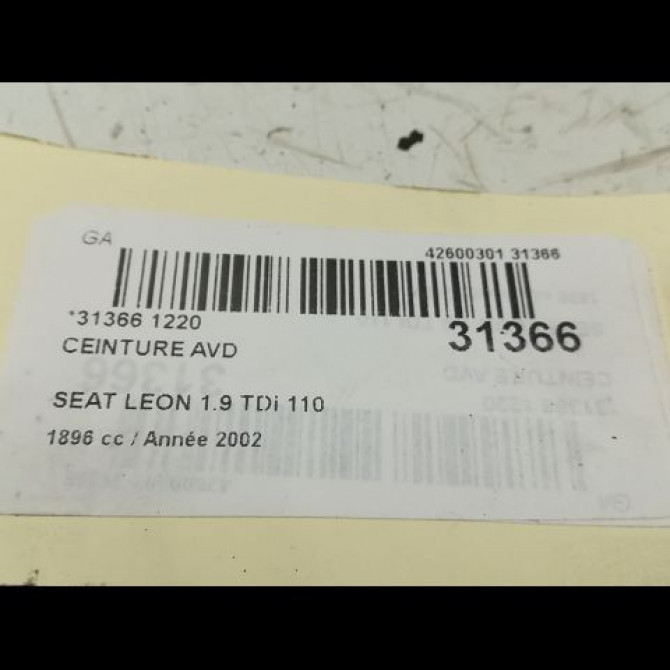 GA
42600301 31366
*31366 1220
31366
CEINTURE AVD
SEAT LEON 1.9 TDi 110
1896 cc / Année 2002